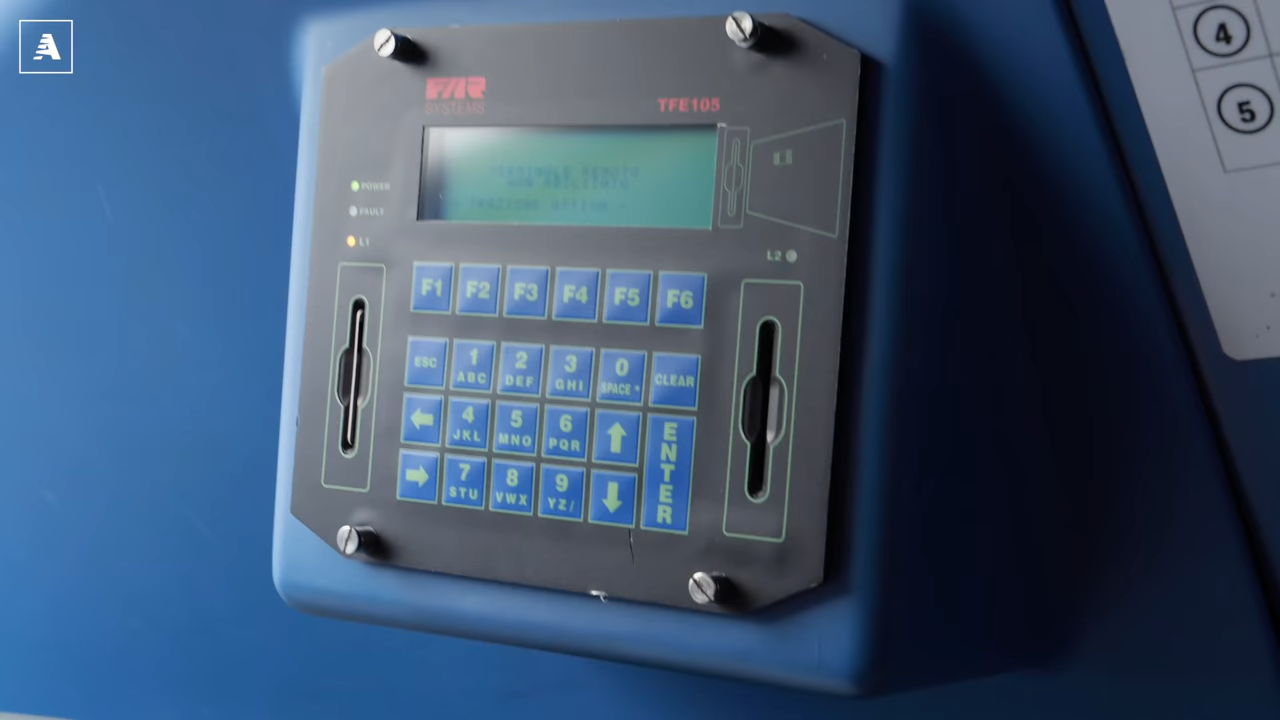 A
FAR
SYSTEMS
TFE105
4
5
POWER
FAULT
L1
L2
F1 F2 F3 F4 F5 F6
ESC 1 ABC 2 DEF 3 GHI 0 SPACE * CLEAR
4 JKL 5 MNO 6 PQR ENTER
7 STU 8 VWX 9 YZ/